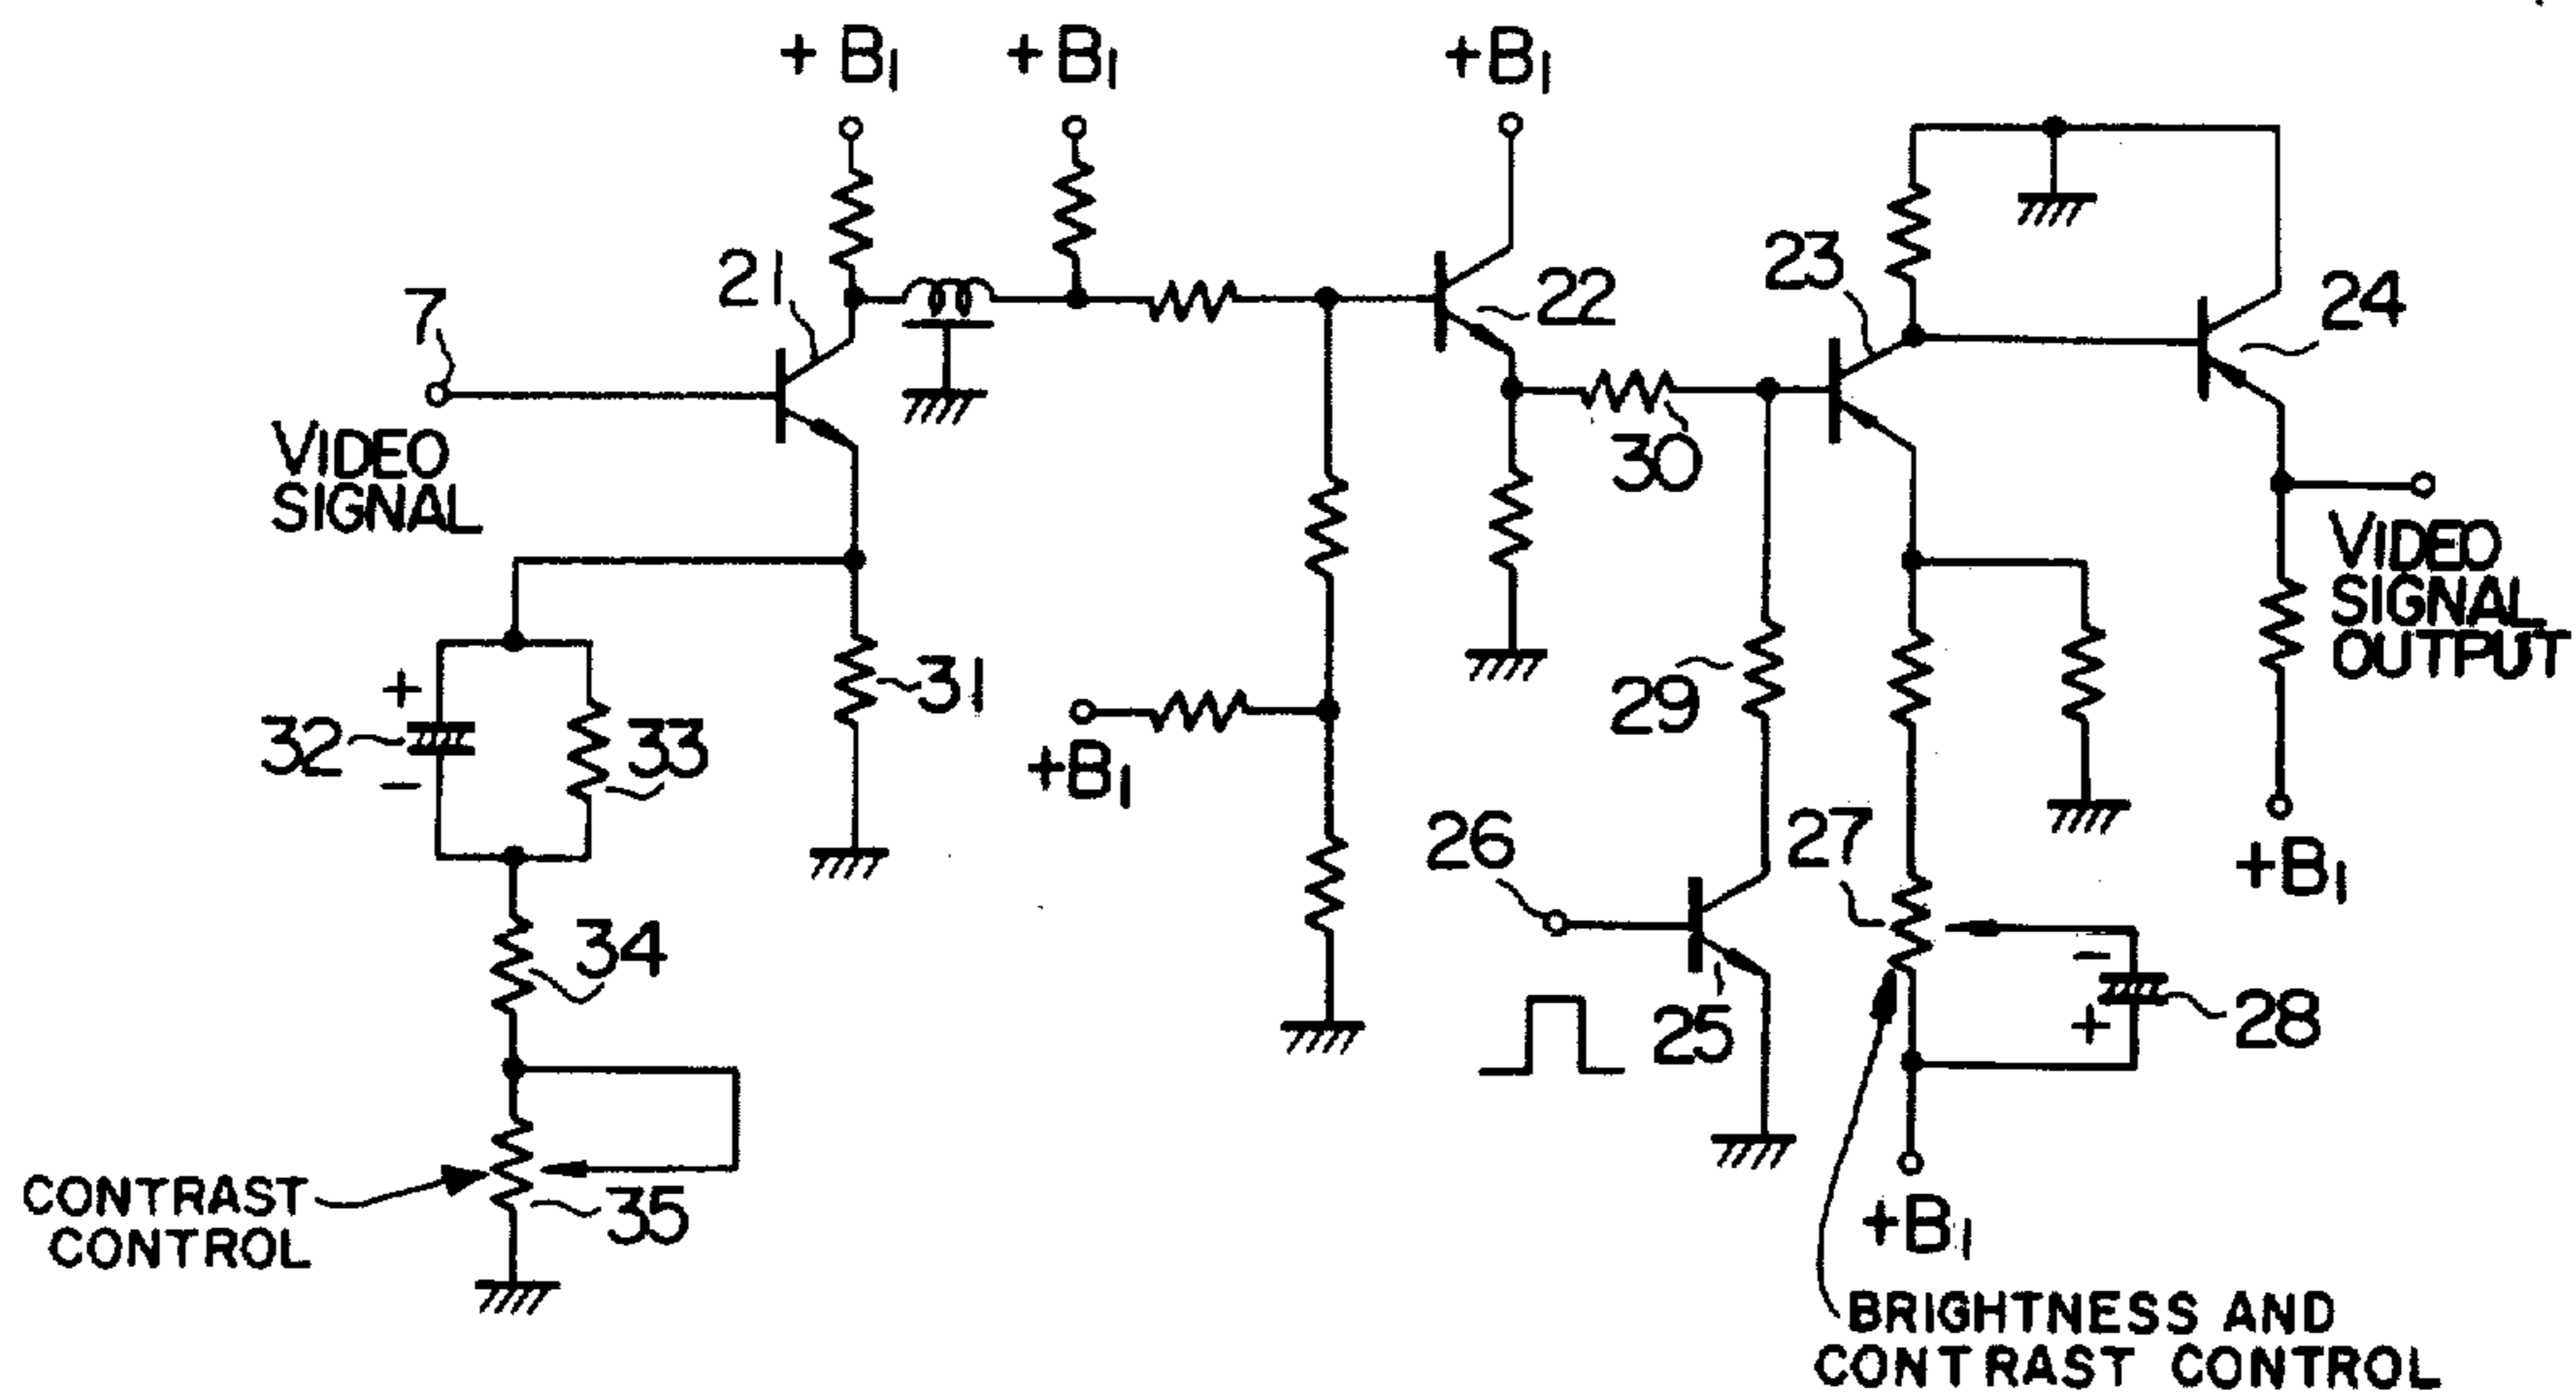 +B1
+B1
+B1
21
22
23
24
7
VIDEO
SIGNAL
30
VIDEO
SIGNAL
OUTPUT
31
32
+
-
33
29
+B1
26
27
+B1
34
25
-
+
28
CONTRAST
CONTROL
35
+B1
BRIGHTNESS AND
CONTRAST CONTROL